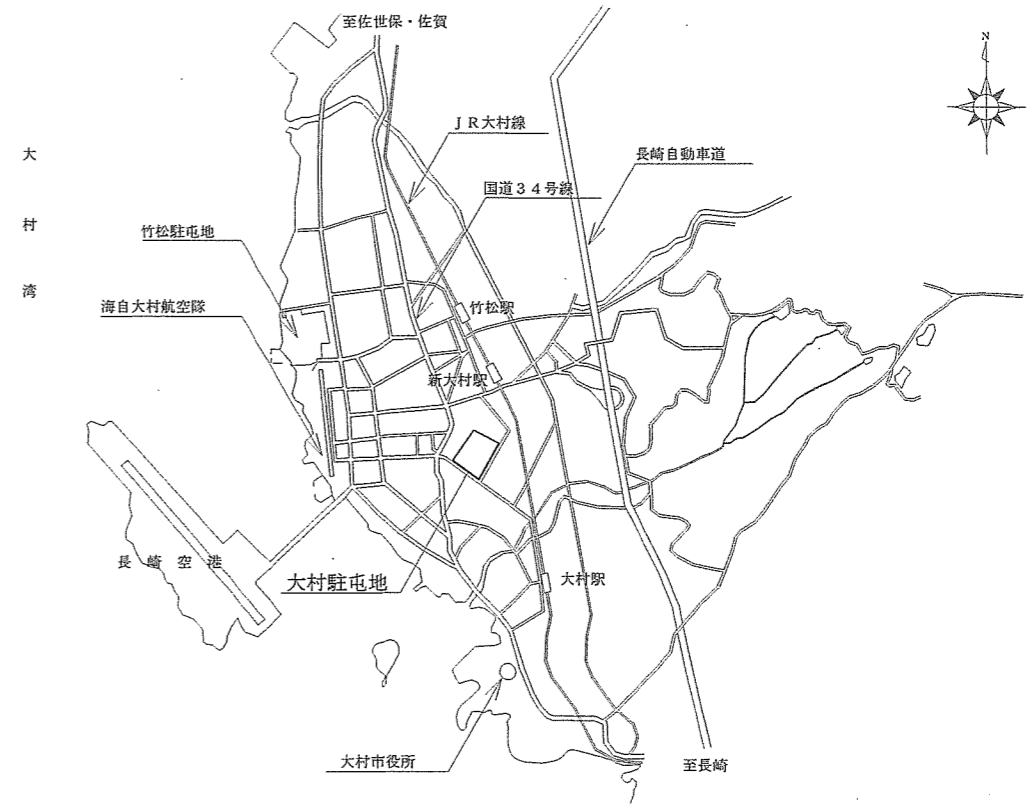 至佐世保・佐賀
N
JR大村線
長崎自動車道
大村湾
国道34号線
竹松駐屯地
海自大村航空隊
竹松駅
新大村駅
長崎空港
大村駐屯地
大村駅
大村市役所
至長崎